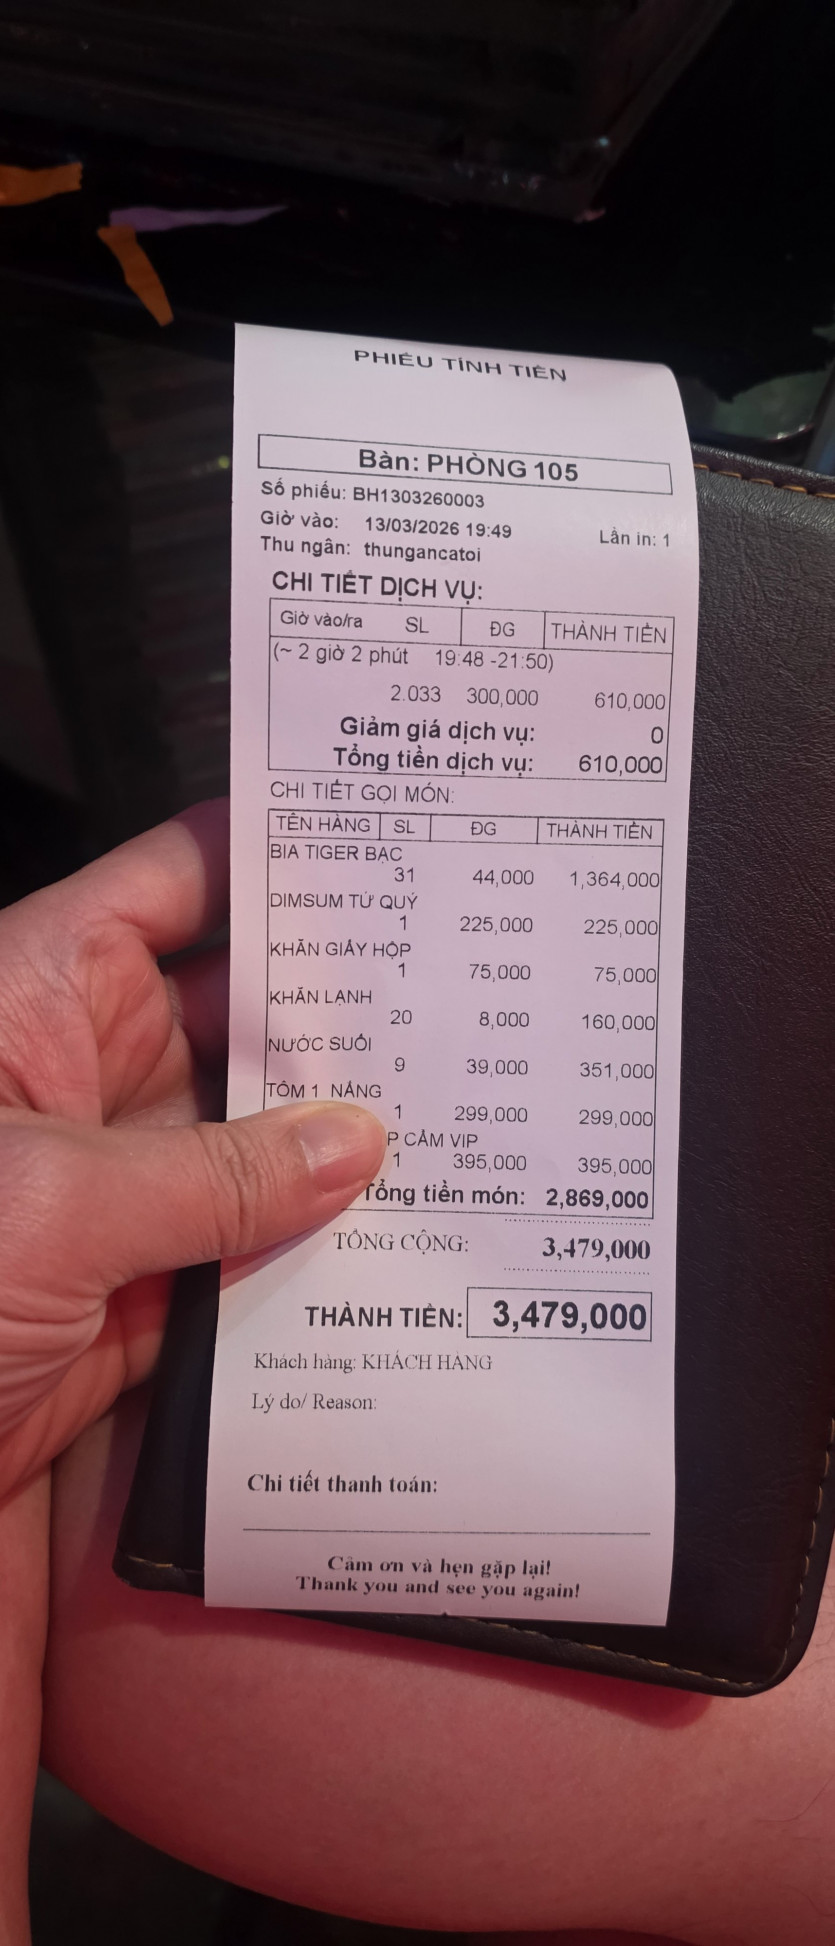 PHIẾU TÍNH TIỀN
Bàn: PHÒNG 105
Số phiếu: BH1303260003
Giờ vào: 13/03/2026 19:49 Lần in: 1
Thu ngân: thungancatoi
CHI TIẾT DỊCH VỤ:
Giờ vào/ra SL ĐG THÀNH TIỀN
(~ 2 giờ 2 phút 19:48 -21:50)
2.033 300,000 610,000
Giảm giá dịch vụ: 0
Tổng tiền dịch vụ: 610,000
CHI TIẾT GỌI MÓN:
TÊN HÀNG SL ĐG THÀNH TIỀN
BIA TIGER BẠC
31 44,000 1,364,000
DIMSUM TỨ QUÝ
1 225,000 225,000
KHĂN GIẤY HỘP
1 75,000 75,000
KHĂN LẠNH
20 8,000 160,000
NƯỚC SUỐI
9 39,000 351,000
TÔM 1 NẮNG
1 299,000 299,000
P CẨM VIP
1 395,000 395,000
Tổng tiền món: 2,869,000
TỔNG CỘNG: 3,479,000
THÀNH TIỀN: 3,479,000
Khách hàng: KHÁCH HÀNG
Lý do/ Reason:
Chi tiết thanh toán:
Cảm ơn và hẹn gặp lại!
Thank you and see you again!